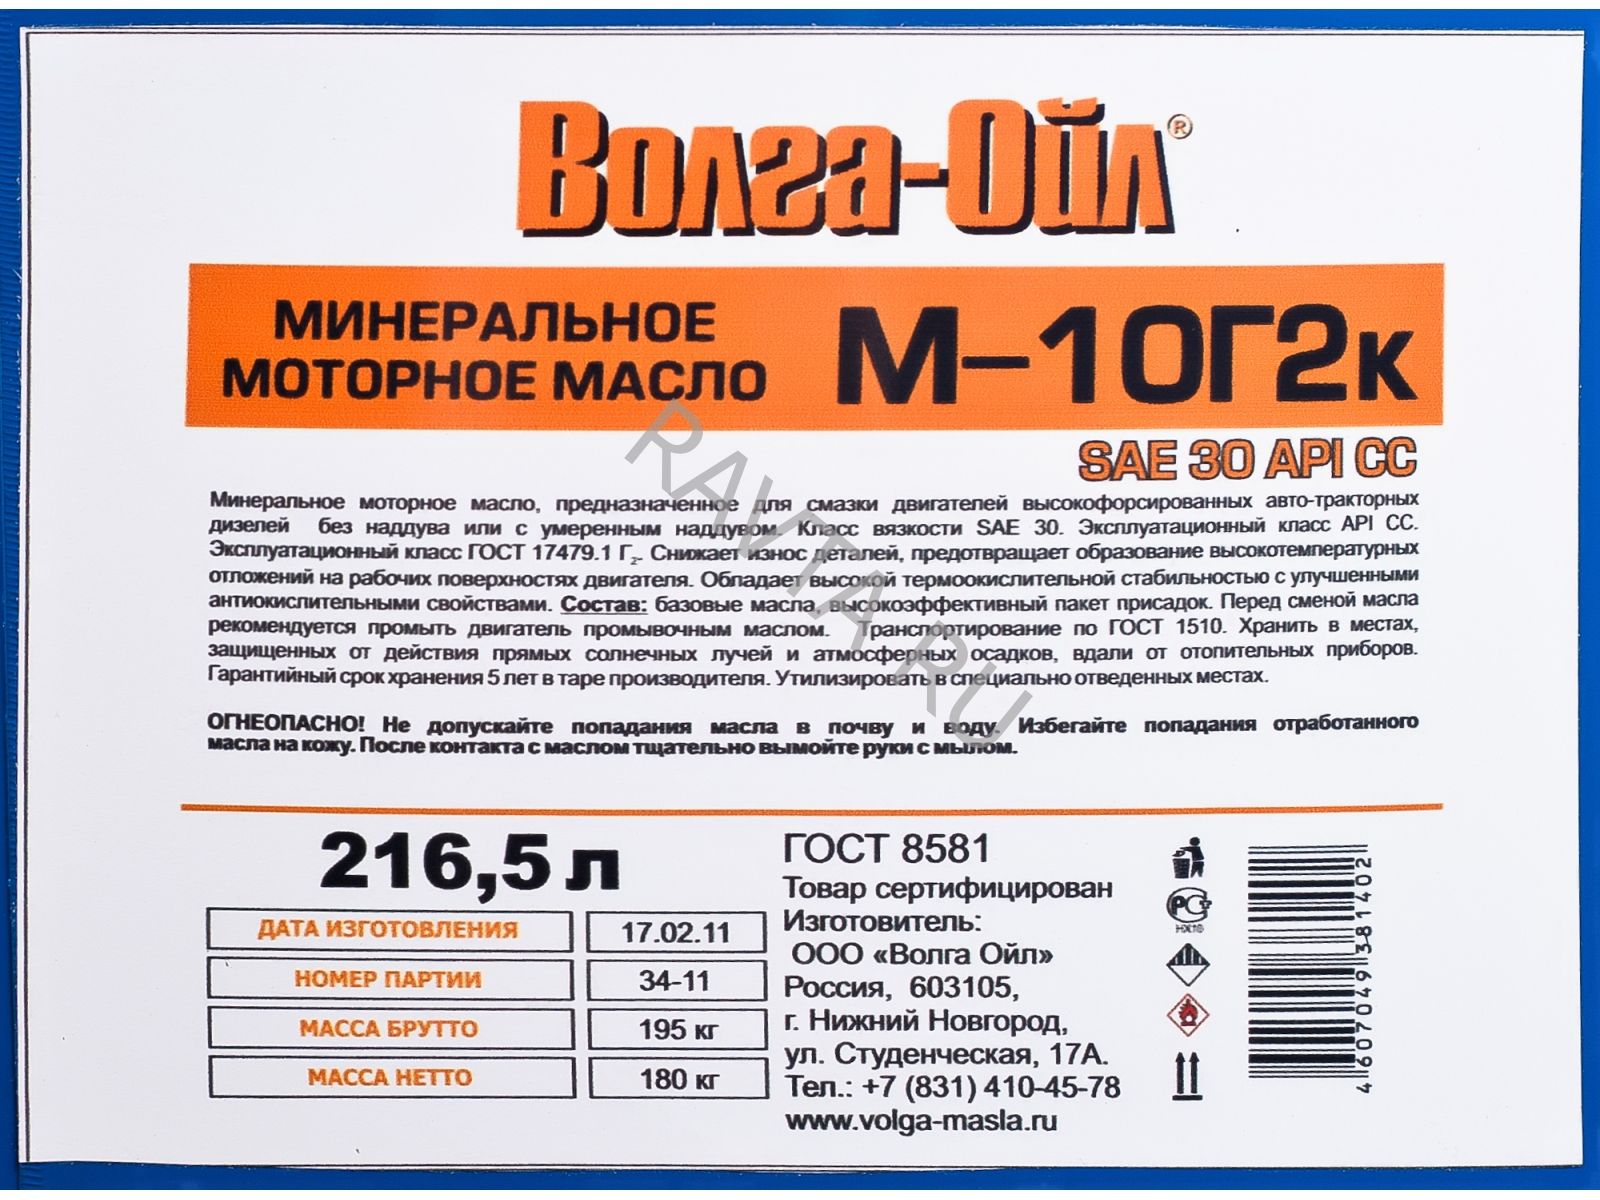 Волга-Ойл®
МИНЕРАЛЬНОЕ
МОТОРНОЕ МАСЛО
М-10Г2к
SAE 30 API CC
Минеральное моторное масло, предназначенное для смазки двигателей высокофорсированных авто-тракторных
дизелей без наддува или с умеренным наддувом. Класс вязкости SAE 30. Эксплуатационный класс API CC.
Эксплуатационный класс ГОСТ 17479.1 Г2- Снижает износ деталей, предотвращает образование высокотемпературных
отложений на рабочих поверхностях двигателя. Обладает высокой термоокислительной стабильностью с улучшенными
антиокислительными свойствами. Состав: базовые масла, высокоэффективный пакет присадок. Перед сменой масла
рекомендуется промыть двигатель промывочным маслом. Транспортирование по ГОСТ 1510. Хранить в местах,
защищенных от действия прямых солнечных лучей и атмосферных осадков, вдали от отопительных приборов.
Гарантийный срок хранения 5 лет в таре производителя. Утилизировать в специально отведенных местах.
ОГНЕОПАСНО! Не допускайте попадания масла в почву и воду. Избегайте попадания отработанного
масла на кожу. После контакта с маслом тщательно вымойте руки с мылом.
RAVTA.RU
216,5 л
ДАТА ИЗГОТОВЛЕНИЯ 17.02.11
НОМЕР ПАРТИИ 34-11
МАССА БРУТТО 195 кг
МАССА НЕТТО 180 кг
ГОСТ 8581
Товар сертифицирован
Изготовитель:
ООО «Волга Ойл»
Россия, 603105,
г. Нижний Новгород,
ул. Студенческая, 17А.
Тел.: +7 (831) 410-45-78
www.volga-masla.ru
РСТ
НХ10
4 607049 381402